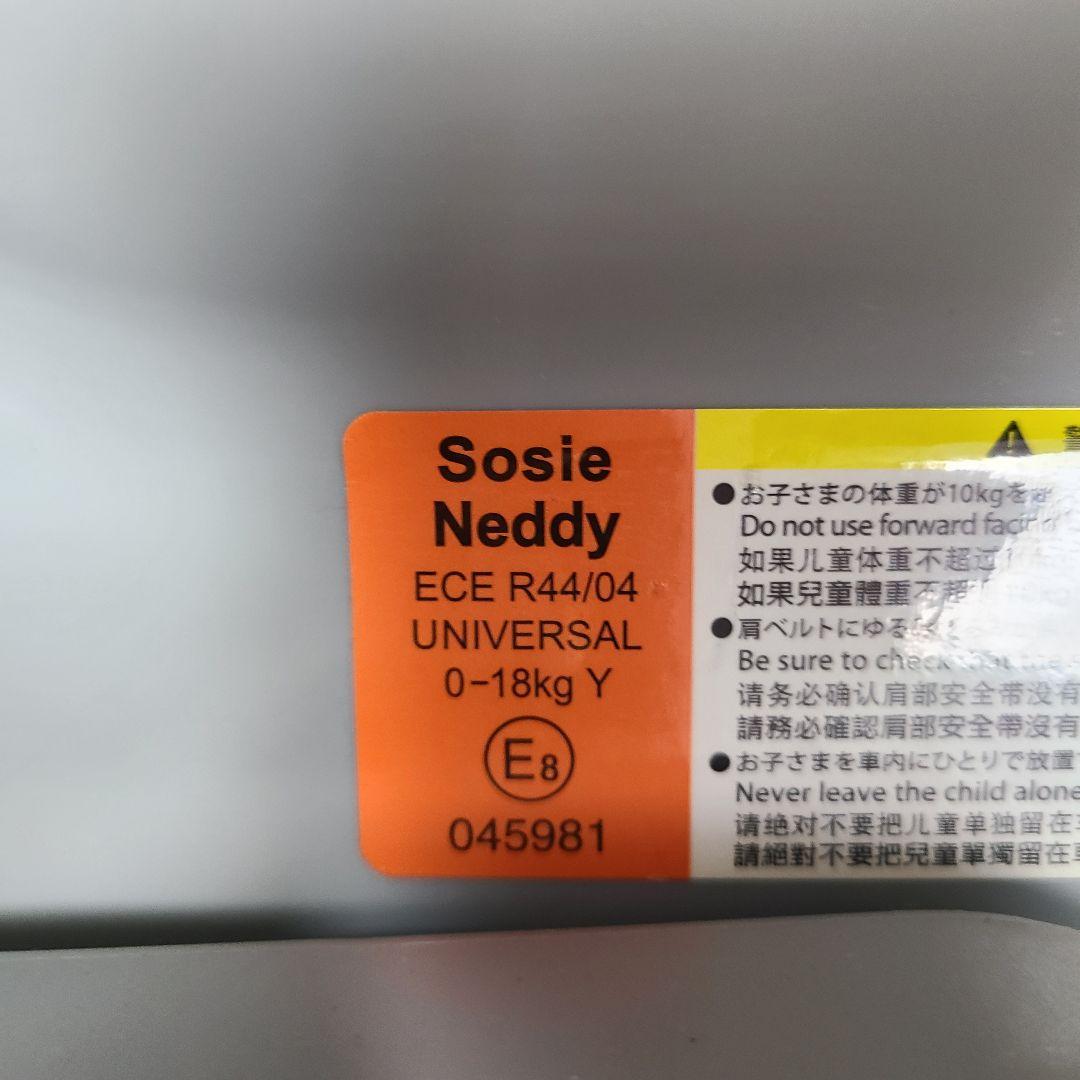 Sosie
Neddy
ECE R44/04
UNIVERSAL
0-18kg Y
E8
045981
●お子さまの体重が10kgを
Do not use forward facing
如果儿童体重不超过
如果兒童體重不超
●肩ベルトにゆる
Be sure to check that the
请务必确认肩部安全带没有
請務必確認肩部安全帶沒有
●お子さまを車内にひとりで放置
Never leave the child alone
请绝对不要把儿童单独留在
請絕對不要把兒童單獨留在